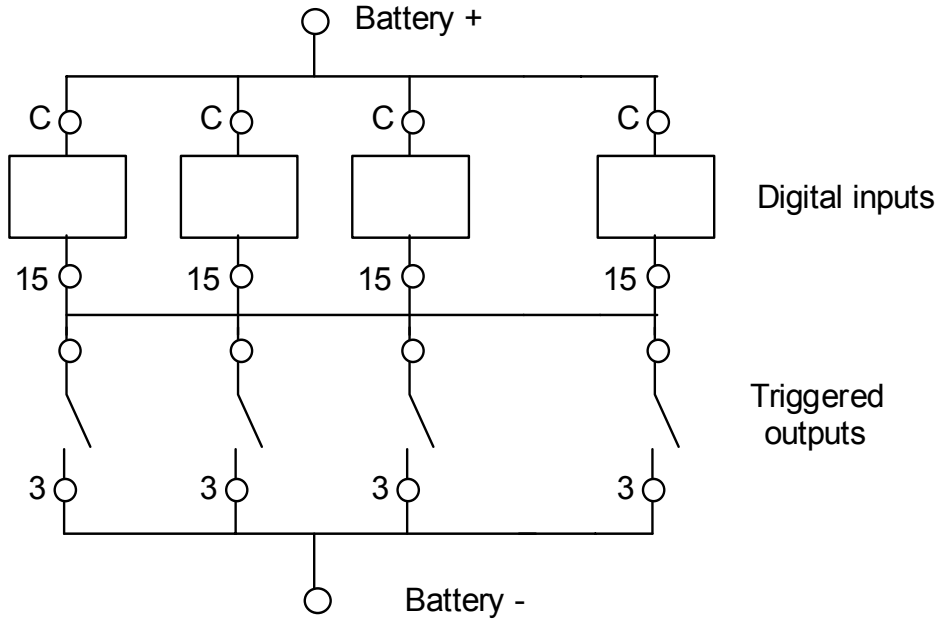 Battery +
C C C C
Digital inputs
15 15 15 15
Triggered
outputs
3 3 3 3
Battery -